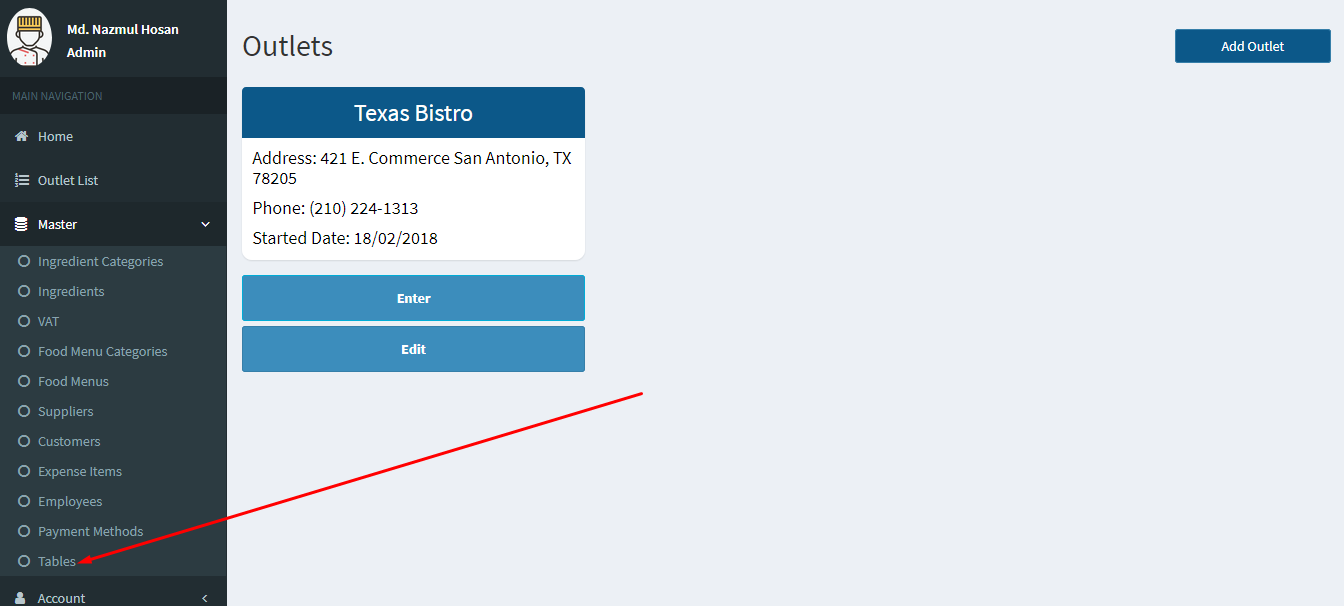 Md. Nazmul Hosan
Admin
MAIN NAVIGATION
Home
Outlet List
Master
Ingredient Categories
Ingredients
VAT
Food Menu Categories
Food Menus
Suppliers
Customers
Expense Items
Employees
Payment Methods
Tables
Account
Outlets
Add Outlet
Texas Bistro
Address: 421 E. Commerce San Antonio, TX
78205
Phone: (210) 224-1313
Started Date: 18/02/2018
Enter
Edit